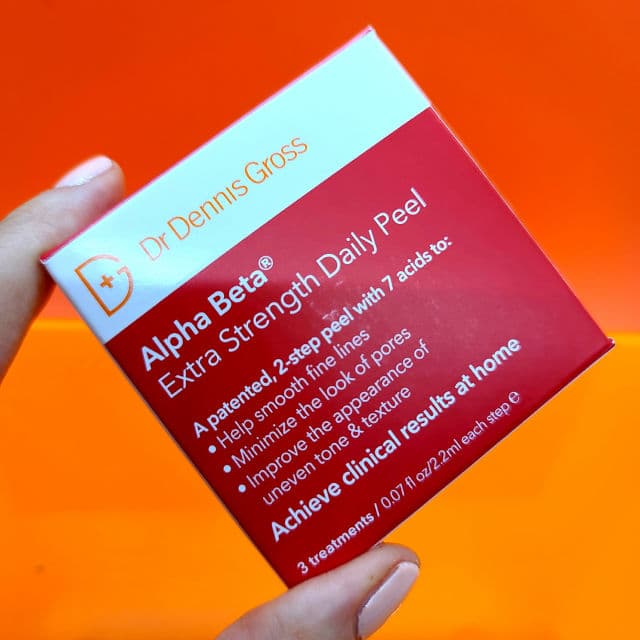 Dr Dennis Gross
Alpha Beta®
Extra Strength Daily Peel
A patented, 2-step peel with 7 acids to:
• Help smooth fine lines
• Minimize the look of pores
• Improve the appearance of
uneven tone & texture
Achieve clinical results at home
3 treatments / 0.07 fl oz/2.2ml each step ℮